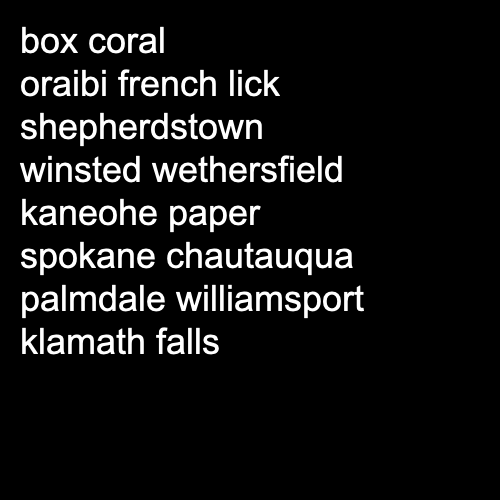 box coral
oraibi french lick
shepherdstown
winsted wethersfield
kaneohe paper
spokane chautauqua
palmdale williamsport
klamath falls